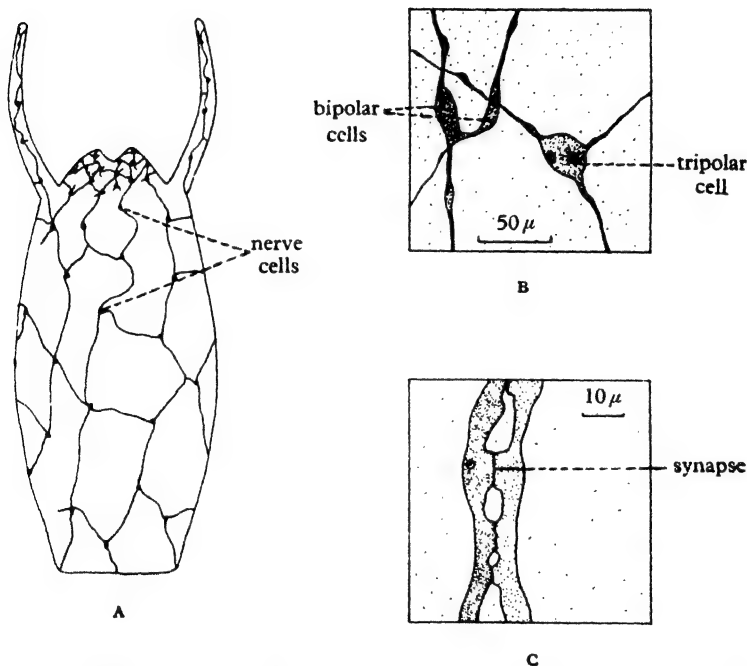 nerve
cells
A
bipolar
cells
tripolar
cell
50 μ
B
10 μ
synapse
C